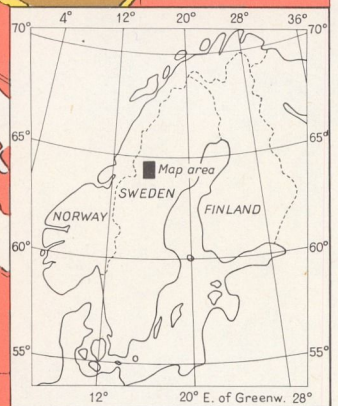 4° 12° 20° 28° 36°
70° 70°
65° 65°
Map area
SWEDEN
NORWAY FINLAND
60° 60°
55° 55°
12° 20° E. of Greenw. 28°